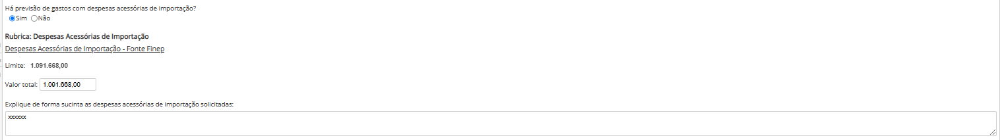 Há previsão de gastos com despesas acessórias de importação?
Sim Não
Rubrica: Despesas Acessórias de Importação
Despesas Acessórias de Importação - Fonte Finep
Limite: 1.091.668,00
Valor total: 1.091.668,00
Explique de forma sucinta as despesas acessórias de importação solicitadas:
xxxxxx